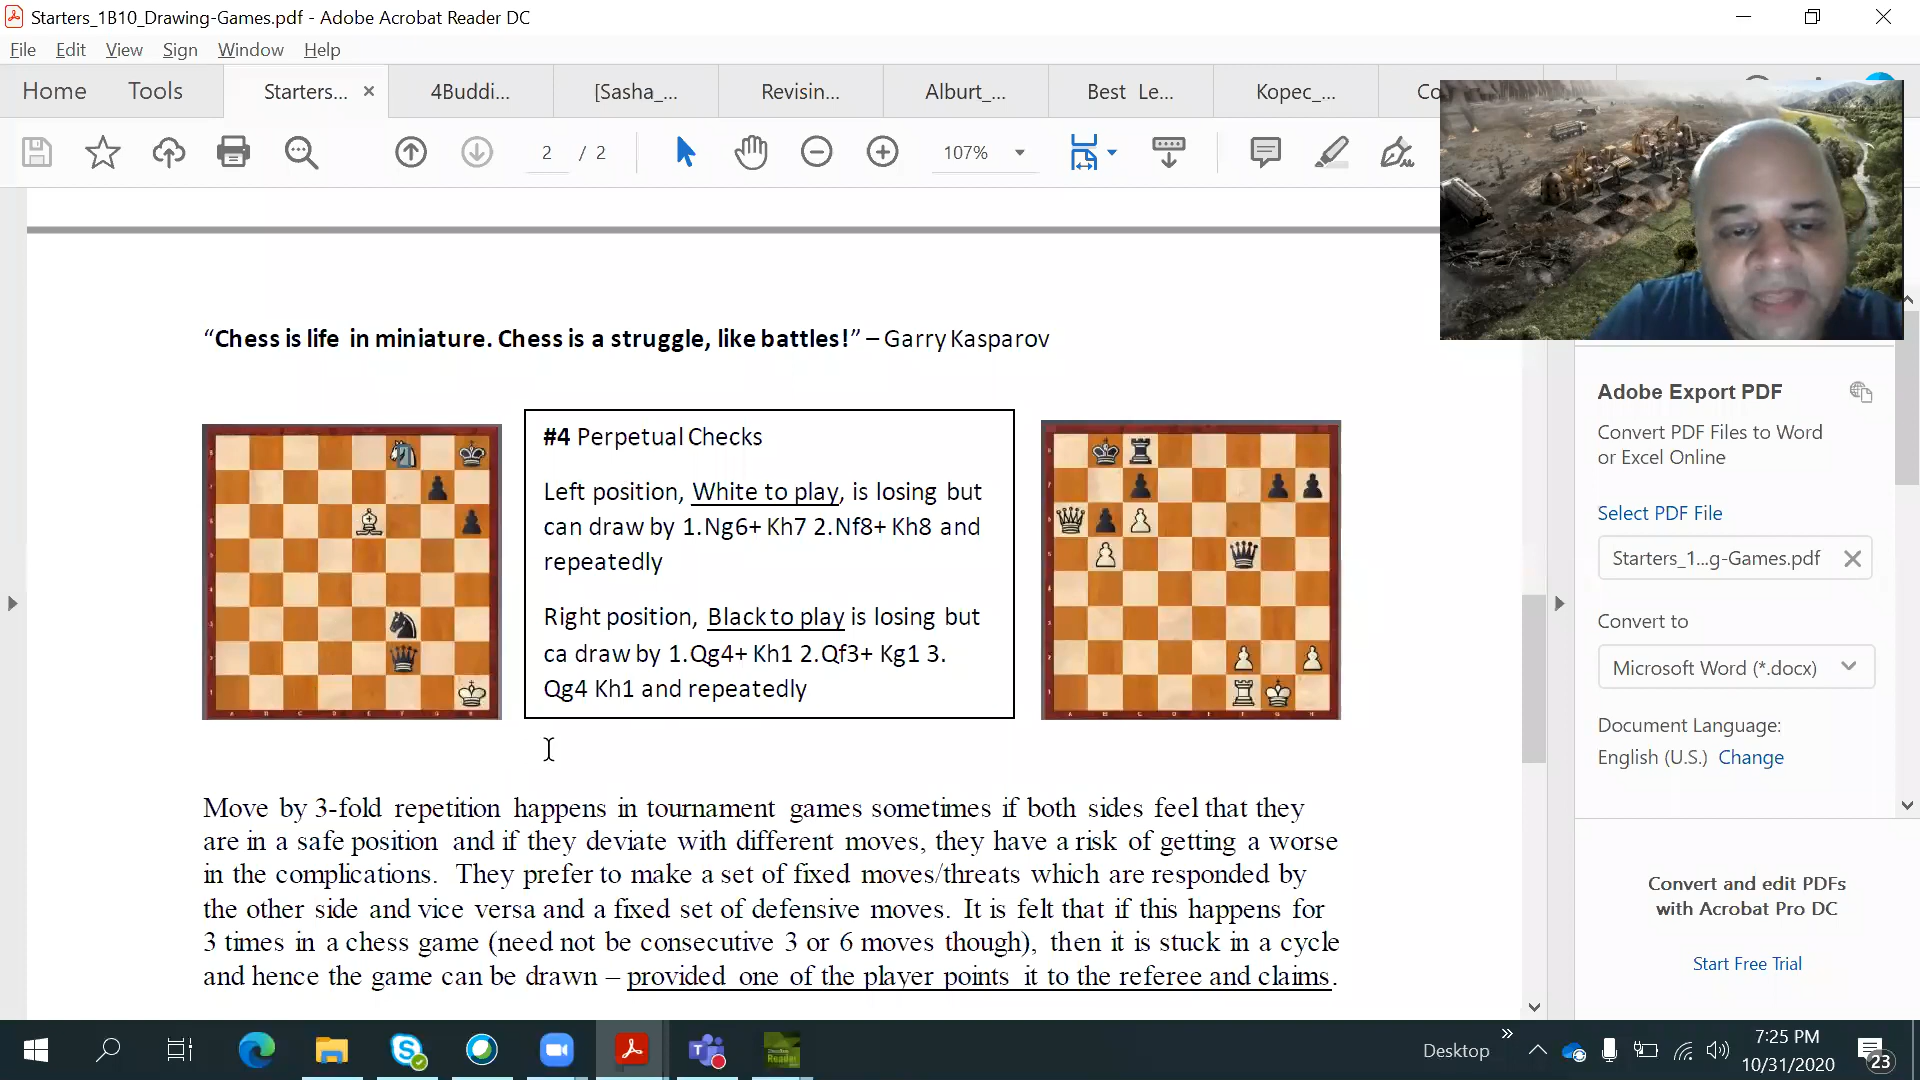 Starters_1B10_Drawing-Games.pdf - Adobe Acrobat Reader DC
File Edit View Sign Window Help
Home Tools Starters... 4Buddi... [Sasha_... Revisin... Alburt_... Best Le... Kopec_... Co
2 / 2 107%
“Chess is life in miniature. Chess is a struggle, like battles!” – Garry Kasparov
#4 Perpetual Checks
Left position, White to play, is losing but
can draw by 1.Ng6+ Kh7 2.Nf8+ Kh8 and
repeatedly
Right position, Black to play is losing but
ca draw by 1.Qg4+ Kh1 2.Qf3+ Kg1 3.
Qg4 Kh1 and repeatedly
Move by 3-fold repetition happens in tournament games sometimes if both sides feel that they
are in a safe position and if they deviate with different moves, they have a risk of getting a worse
in the complications. They prefer to make a set of fixed moves/threats which are responded by
the other side and vice versa and a fixed set of defensive moves. It is felt that if this happens for
3 times in a chess game (need not be consecutive 3 or 6 moves though), then it is stuck in a cycle
and hence the game can be drawn – provided one of the player points it to the referee and claims.
Adobe Export PDF
Convert PDF Files to Word
or Excel Online
Select PDF File
Starters_1...g-Games.pdf
Convert to
Microsoft Word (*.docx)
Document Language:
English (U.S.) Change
Convert and edit PDFs
with Acrobat Pro DC
Start Free Trial
Desktop
7:25 PM
10/31/2020
23